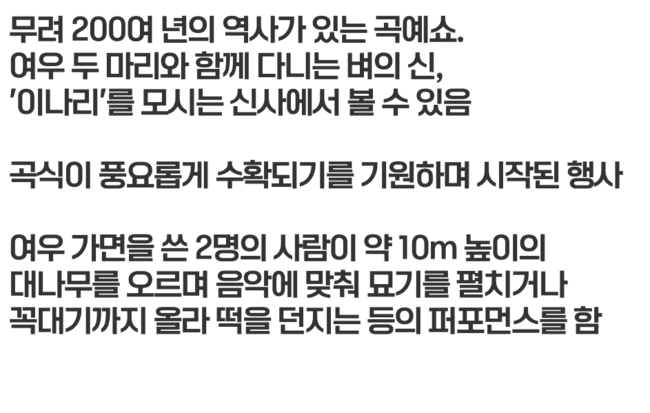 무려 200여 년의 역사가 있는 곡예쇼.
여우 두 마리와 함께 다니는 벼의 신,
'이나리'를 모시는 신사에서 볼 수 있음
곡식이 풍요롭게 수확되기를 기원하며 시작된 행사
여우 가면을 쓴 2명의 사람이 약 10m 높이의
대나무를 오르며 음악에 맞춰 묘기를 펼치거나
꼭대기까지 올라 떡을 던지는 등의 퍼포먼스를 함